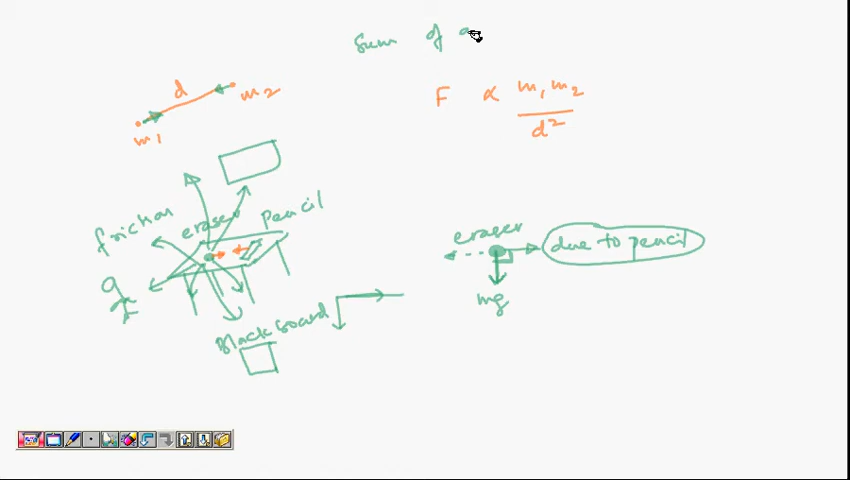 sum of
d
m2
m1
F ∝ m1 m2
d²
friction
eraser
pencil
eraser
due to pencil
mg
Blackboard